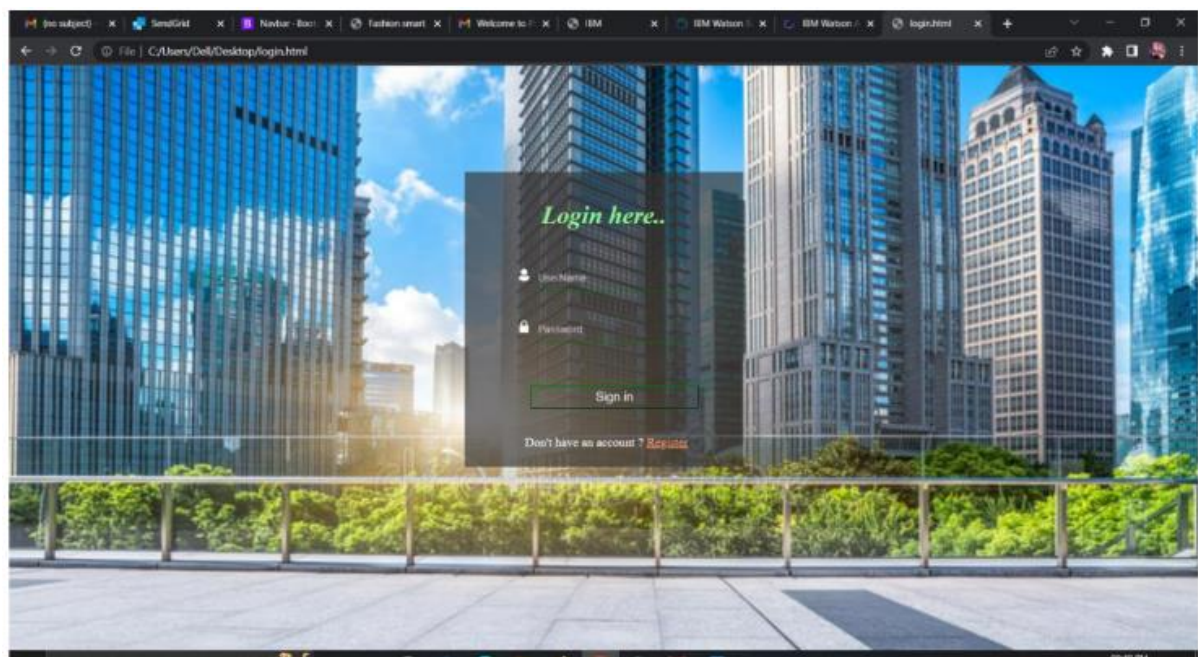 (no subject)
SendGrid
Navbar · Boot
Fashion smart
Welcome to
IBM
IBM Watson
IBM Watson
login.html
File | C:/Users/Dell/Desktop/login.html
Login here..
UserName
Password
Sign in
Don't have an account ? Register